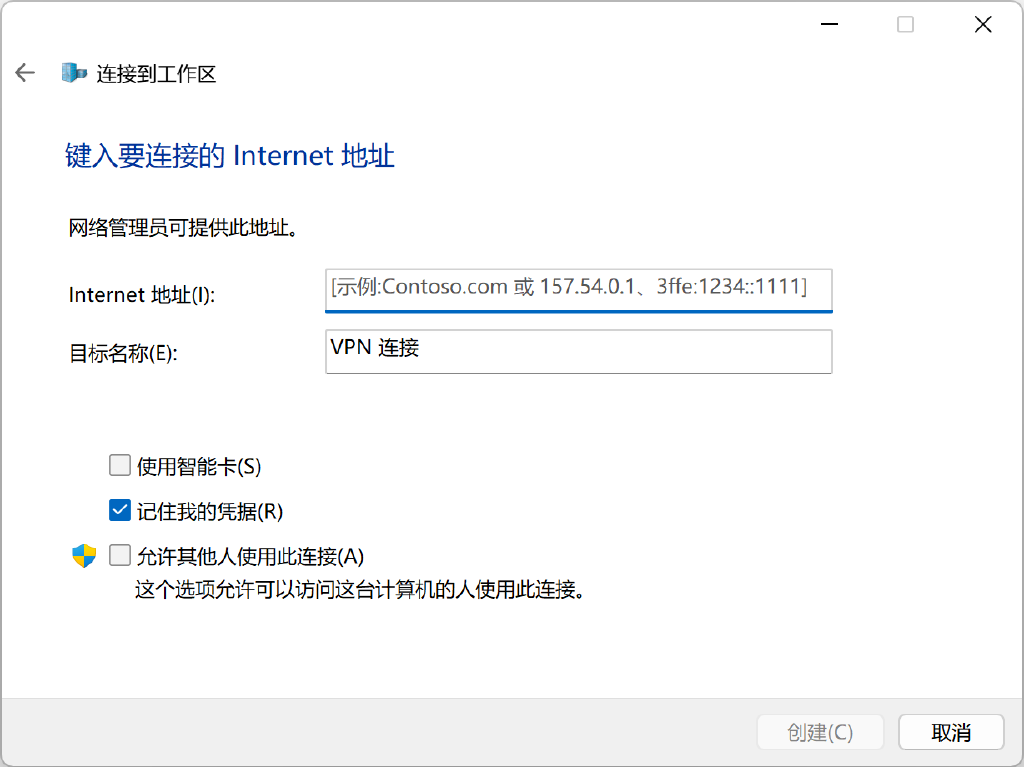 连接到工作区
键入要连接的 Internet 地址
网络管理员可提供此地址。
Internet 地址(I):
[示例:Contoso.com 或 157.54.0.1、3ffe:1234::1111]
目标名称(E):
VPN 连接
使用智能卡(S)
记住我的凭据(R)
允许其他人使用此连接(A)
这个选项允许可以访问这台计算机的人使用此连接。
创建(C)
取消